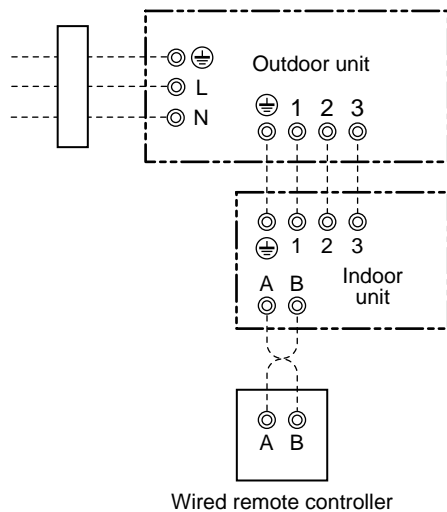 Outdoor unit
L
N
1 2 3
1 2 3
A B
Indoor
unit
A B
Wired remote controller